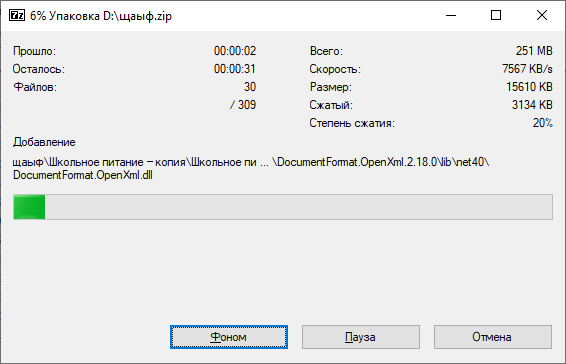 7z 6% Упаковка D:\щаыф.zip
Прошло: 00:00:02 Всего: 251 MB
Осталось: 00:00:31 Скорость: 7567 KB/s
Файлов: 30 Размер: 15610 KB
/ 309 Сжатый: 3134 KB
Степень сжатия: 20%
Добавление
щаыф\Школьное питание – копия\Школьное пи ... \DocumentFormat.OpenXml.2.18.0\lib\net40\
DocumentFormat.OpenXml.dll
Фоном Пауза Отмена